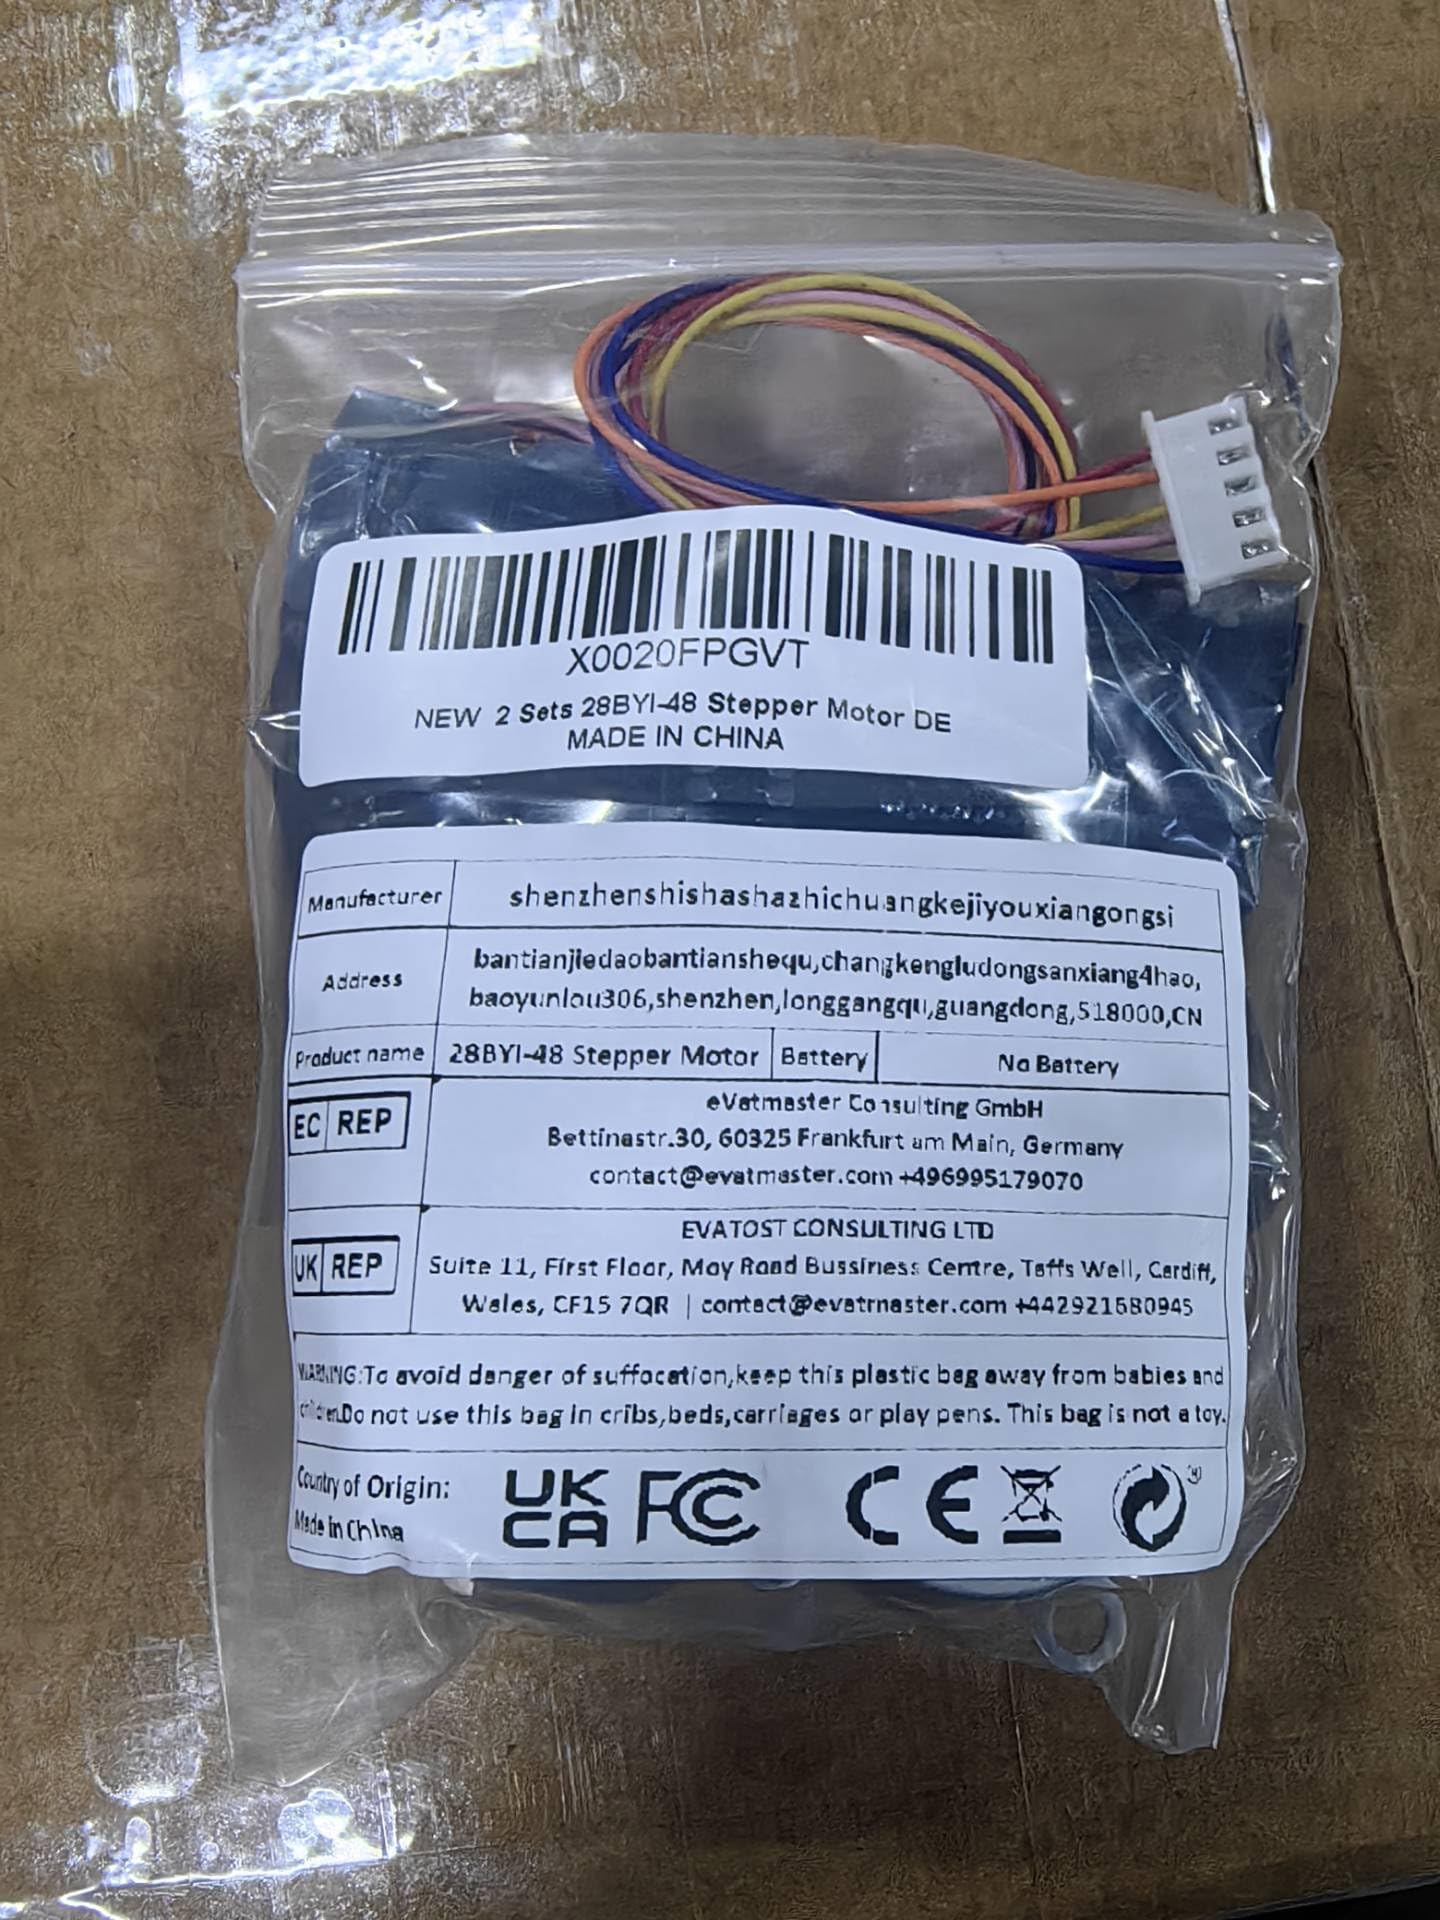 X0020FPGVT
NEW 2 Sets 28BYI-48 Stepper Motor DE
MADE IN CHINA
Manufacturer shenzhenshishashazhichuangkejiyouxiangongsi
Address bantianjiedaobantianshequ,changkengludongsanxiang4hao,
baoyunlou306,shenzhen,longgangqu,guangdong,518000,CN
Product name 28BYI-48 Stepper Motor Battery No Battery
EC REP eVatmaster Consulting GmbH
Bettinastr.30, 60325 Frankfurt am Main, Germany
contact@evatmaster.com +496995179070
UK REP EVATOST CONSULTING LTD
Suite 11, First Floor, Moy Road Bussiness Centre, Taffs Well, Cardiff,
Wales, CF15 7QR | contact@evatmaster.com +442921680945
WARNING:To avoid danger of suffocation,keep this plastic bag away from babies and
children.Do not use this bag in cribs,beds,carriages or play pens. This bag is not a toy.
Country of Origin:
Made in China
UK CA FC CE